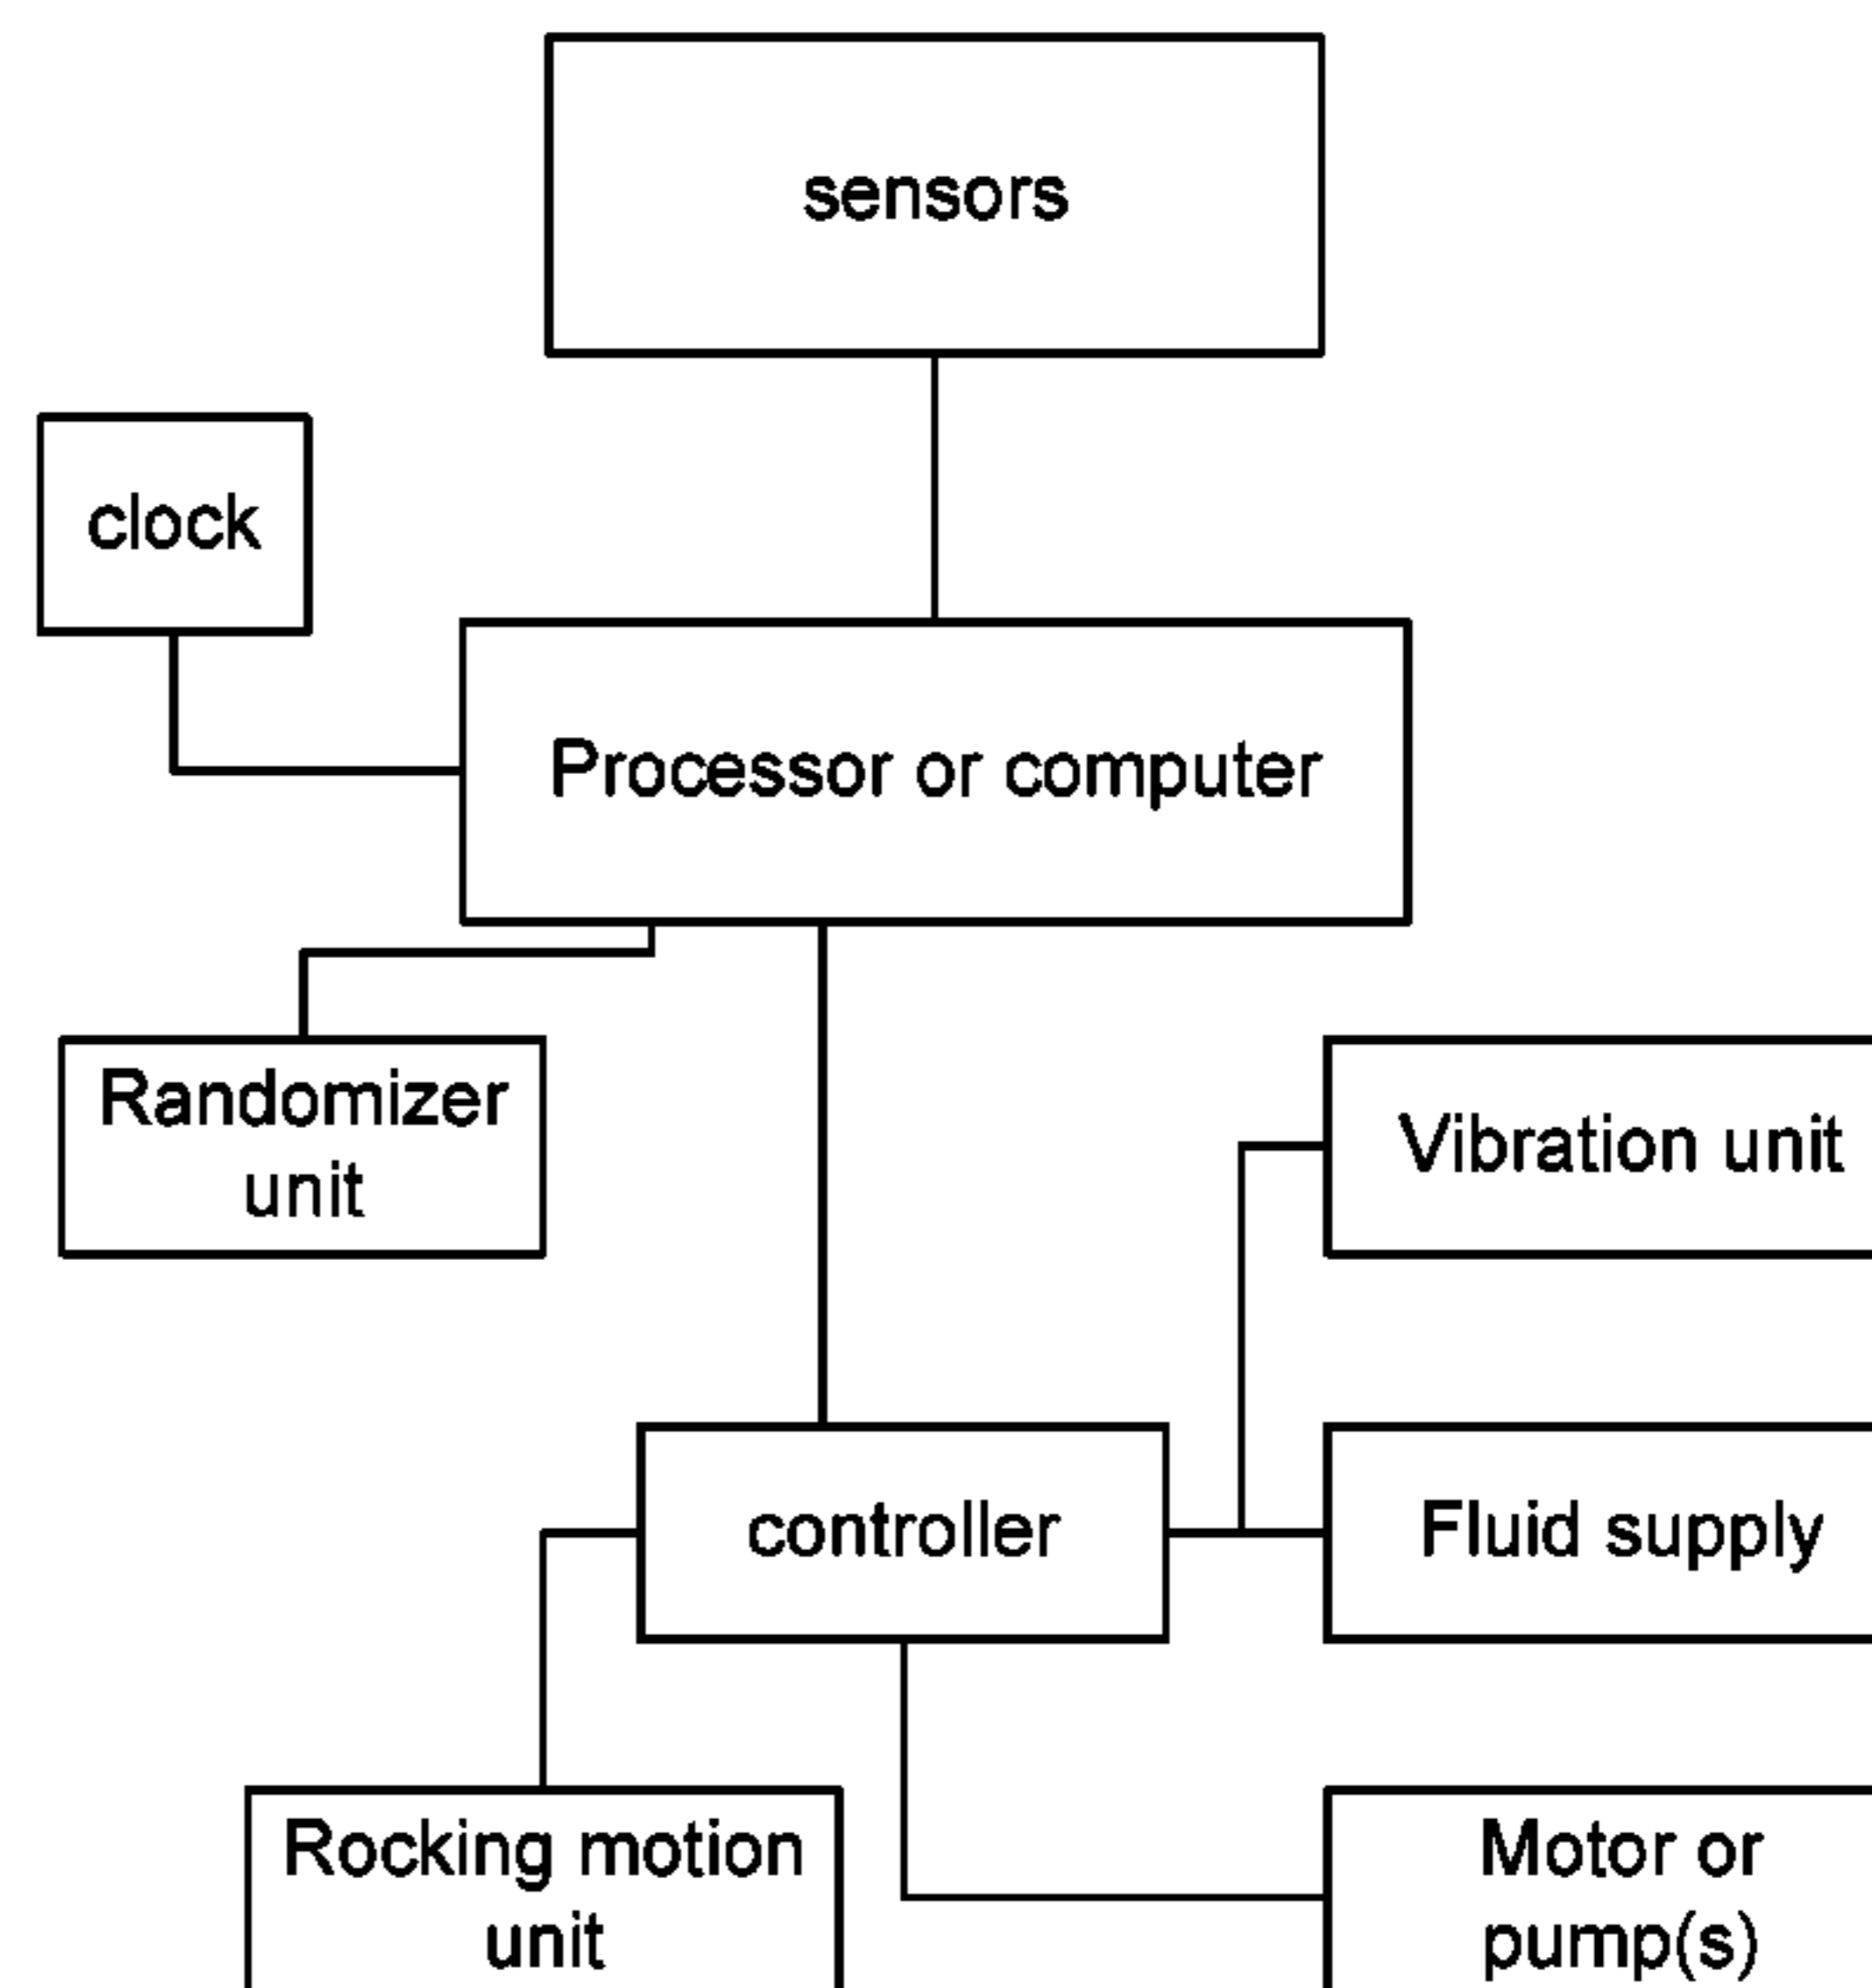 sensors
clock
Processor or computer
Randomizer
unit
Vibration unit
controller
Fluid supply
Rocking motion
unit
Motor or
pump(s)